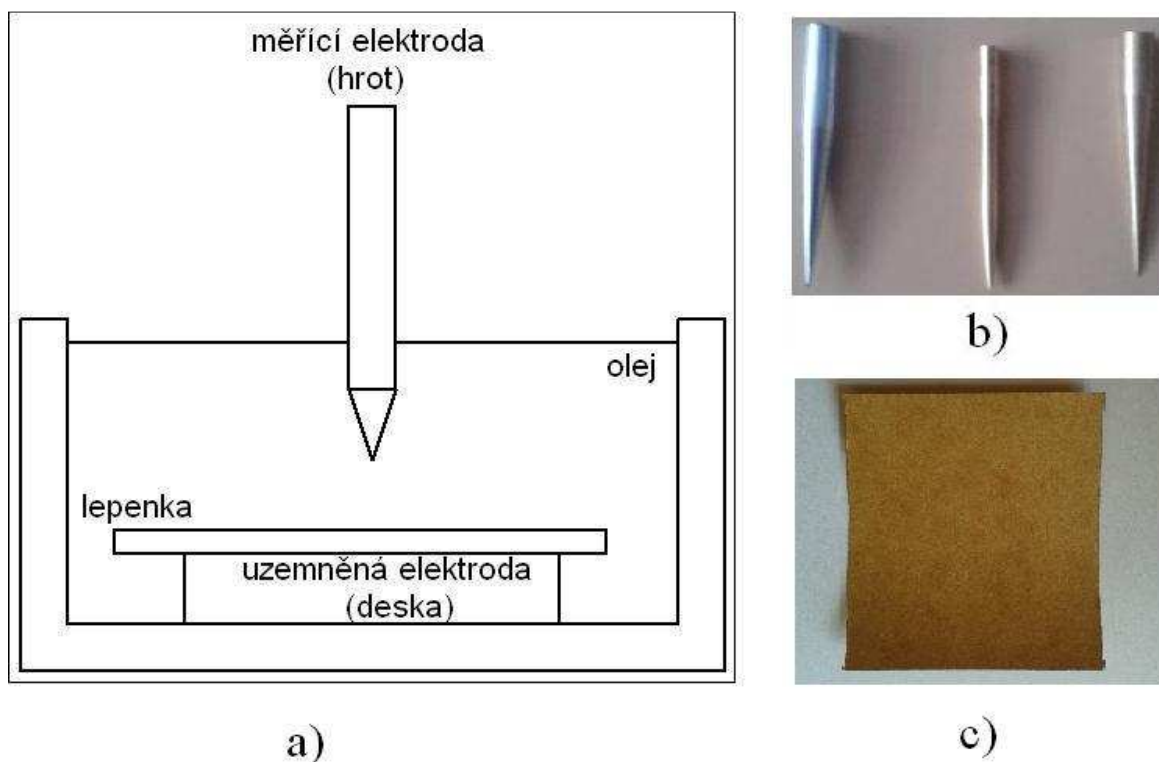 měřící elektroda
(hrot)
olej
lepenka
uzemněná elektroda
(deska)
a)
b)
c)